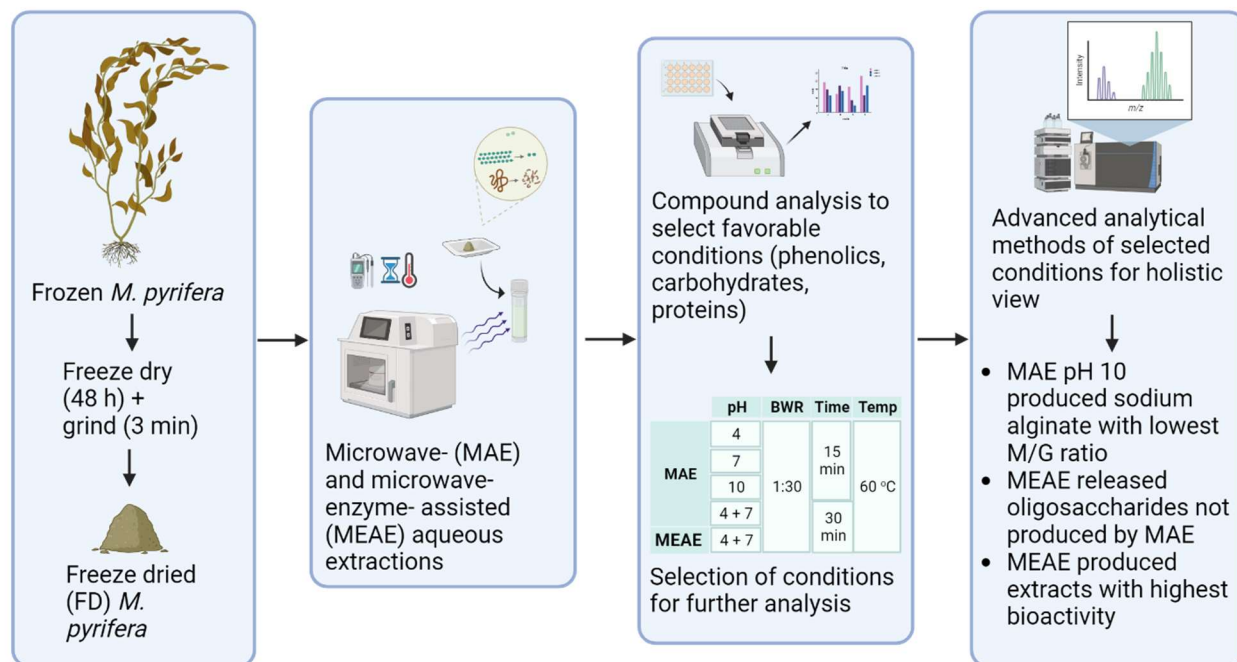 Frozen M. pyrifera
Freeze dry
(48 h) +
grind (3 min)
Freeze dried
(FD) M.
pyrifera
Microwave- (MAE)
and microwave-
enzyme- assisted
(MEAE) aqueous
extractions
Compound analysis to
select favorable
conditions (phenolics,
carbohydrates,
proteins)
pH BWR Time Temp
MAE
4
7
10
4 + 7
MEAE 4 + 7
1:30
15
min
30
min
60 °C
Selection of conditions
for further analysis
Intensity
m/z
Advanced analytical
methods of selected
conditions for holistic
view
• MAE pH 10
produced sodium
alginate with lowest
M/G ratio
• MEAE released
oligosaccharides not
produced by MAE
• MEAE produced
extracts with highest
bioactivity